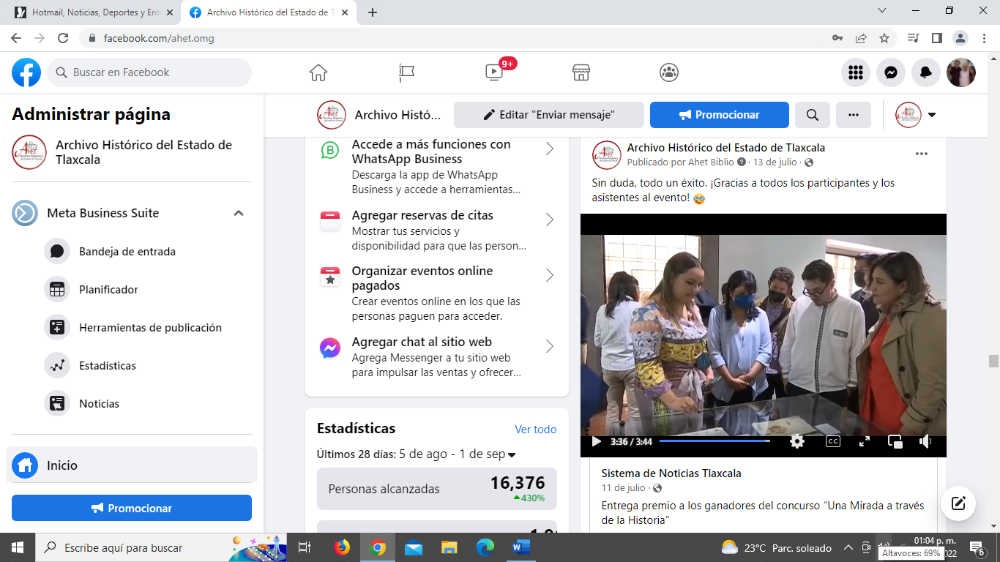 Hotmail, Noticias, Deportes y Ent
Archivo Histórico del Estado de T
facebook.com/ahet.omg
Buscar en Facebook
9+
Administrar página
Archivo Histórico del Estado de
Tlaxcala
Meta Business Suite
Bandeja de entrada
Planificador
Herramientas de publicación
Estadísticas
Noticias
Inicio
Promocionar
Archivo Histó...
Editar "Enviar mensaje"
Promocionar
Accede a más funciones con
WhatsApp Business
Descarga la app de WhatsApp
Business y accede a herramientas...
Agregar reservas de citas
Mostrar tus servicios y
disponibilidad para que las person...
Organizar eventos online
pagados
Crear eventos online en los que las
personas paguen para acceder.
Agregar chat al sitio web
Agrega Messenger a tu sitio web
para impulsar las ventas y ofrecer...
Estadísticas
Ver todo
Últimos 28 días: 5 de ago - 1 de sep
Personas alcanzadas
16,376
430%
Archivo Histórico del Estado de Tlaxcala
Publicado por Ahet Biblio · 13 de julio ·
Sin duda, todo un éxito. ¡Gracias a todos los participantes y los
asistentes al evento!
3:36 / 3:44
CC
Sistema de Noticias Tlaxcala
11 de julio ·
Entrega premio a los ganadores del concurso “Una Mirada a través
de la Historia”
Escribe aquí para buscar
23°C Parc. soleado
01:04 p. m.
2022
Altavoces: 69%
6